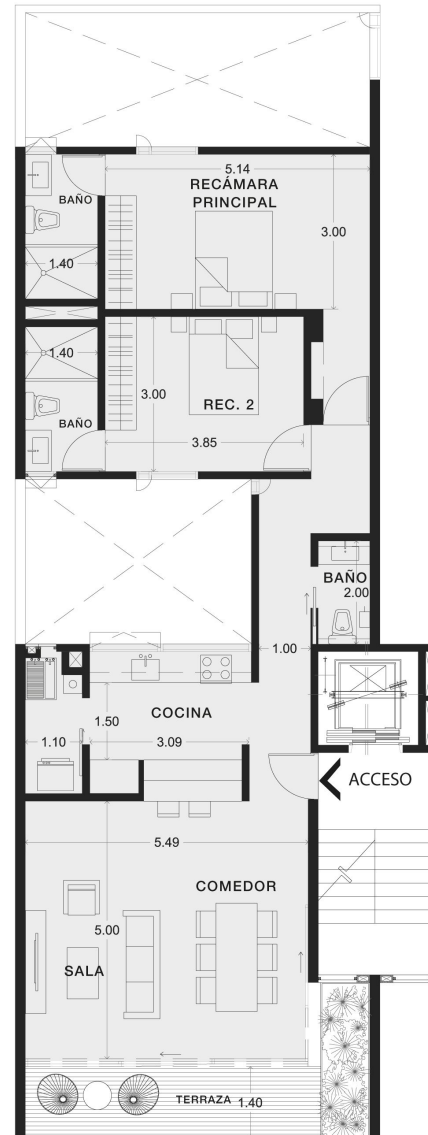 5.14
RECÁMARA
PRINCIPAL
BAÑO
3.00
1.40
1.40
3.00
REC. 2
BAÑO
3.85
BAÑO
2.00
1.00
COCINA
1.50
3.09
1.10
ACCESO
5.49
COMEDOR
5.00
SALA
TERRAZA 1.40